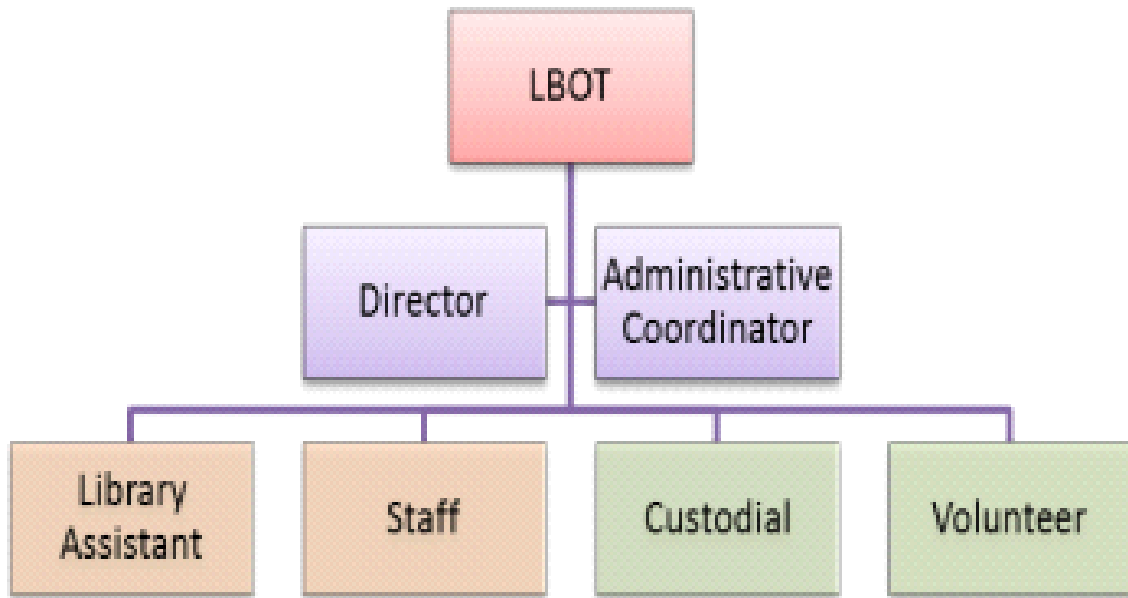 LBOT
Director
Administrative
Coordinator
Library
Assistant
Staff
Custodial
Volunteer